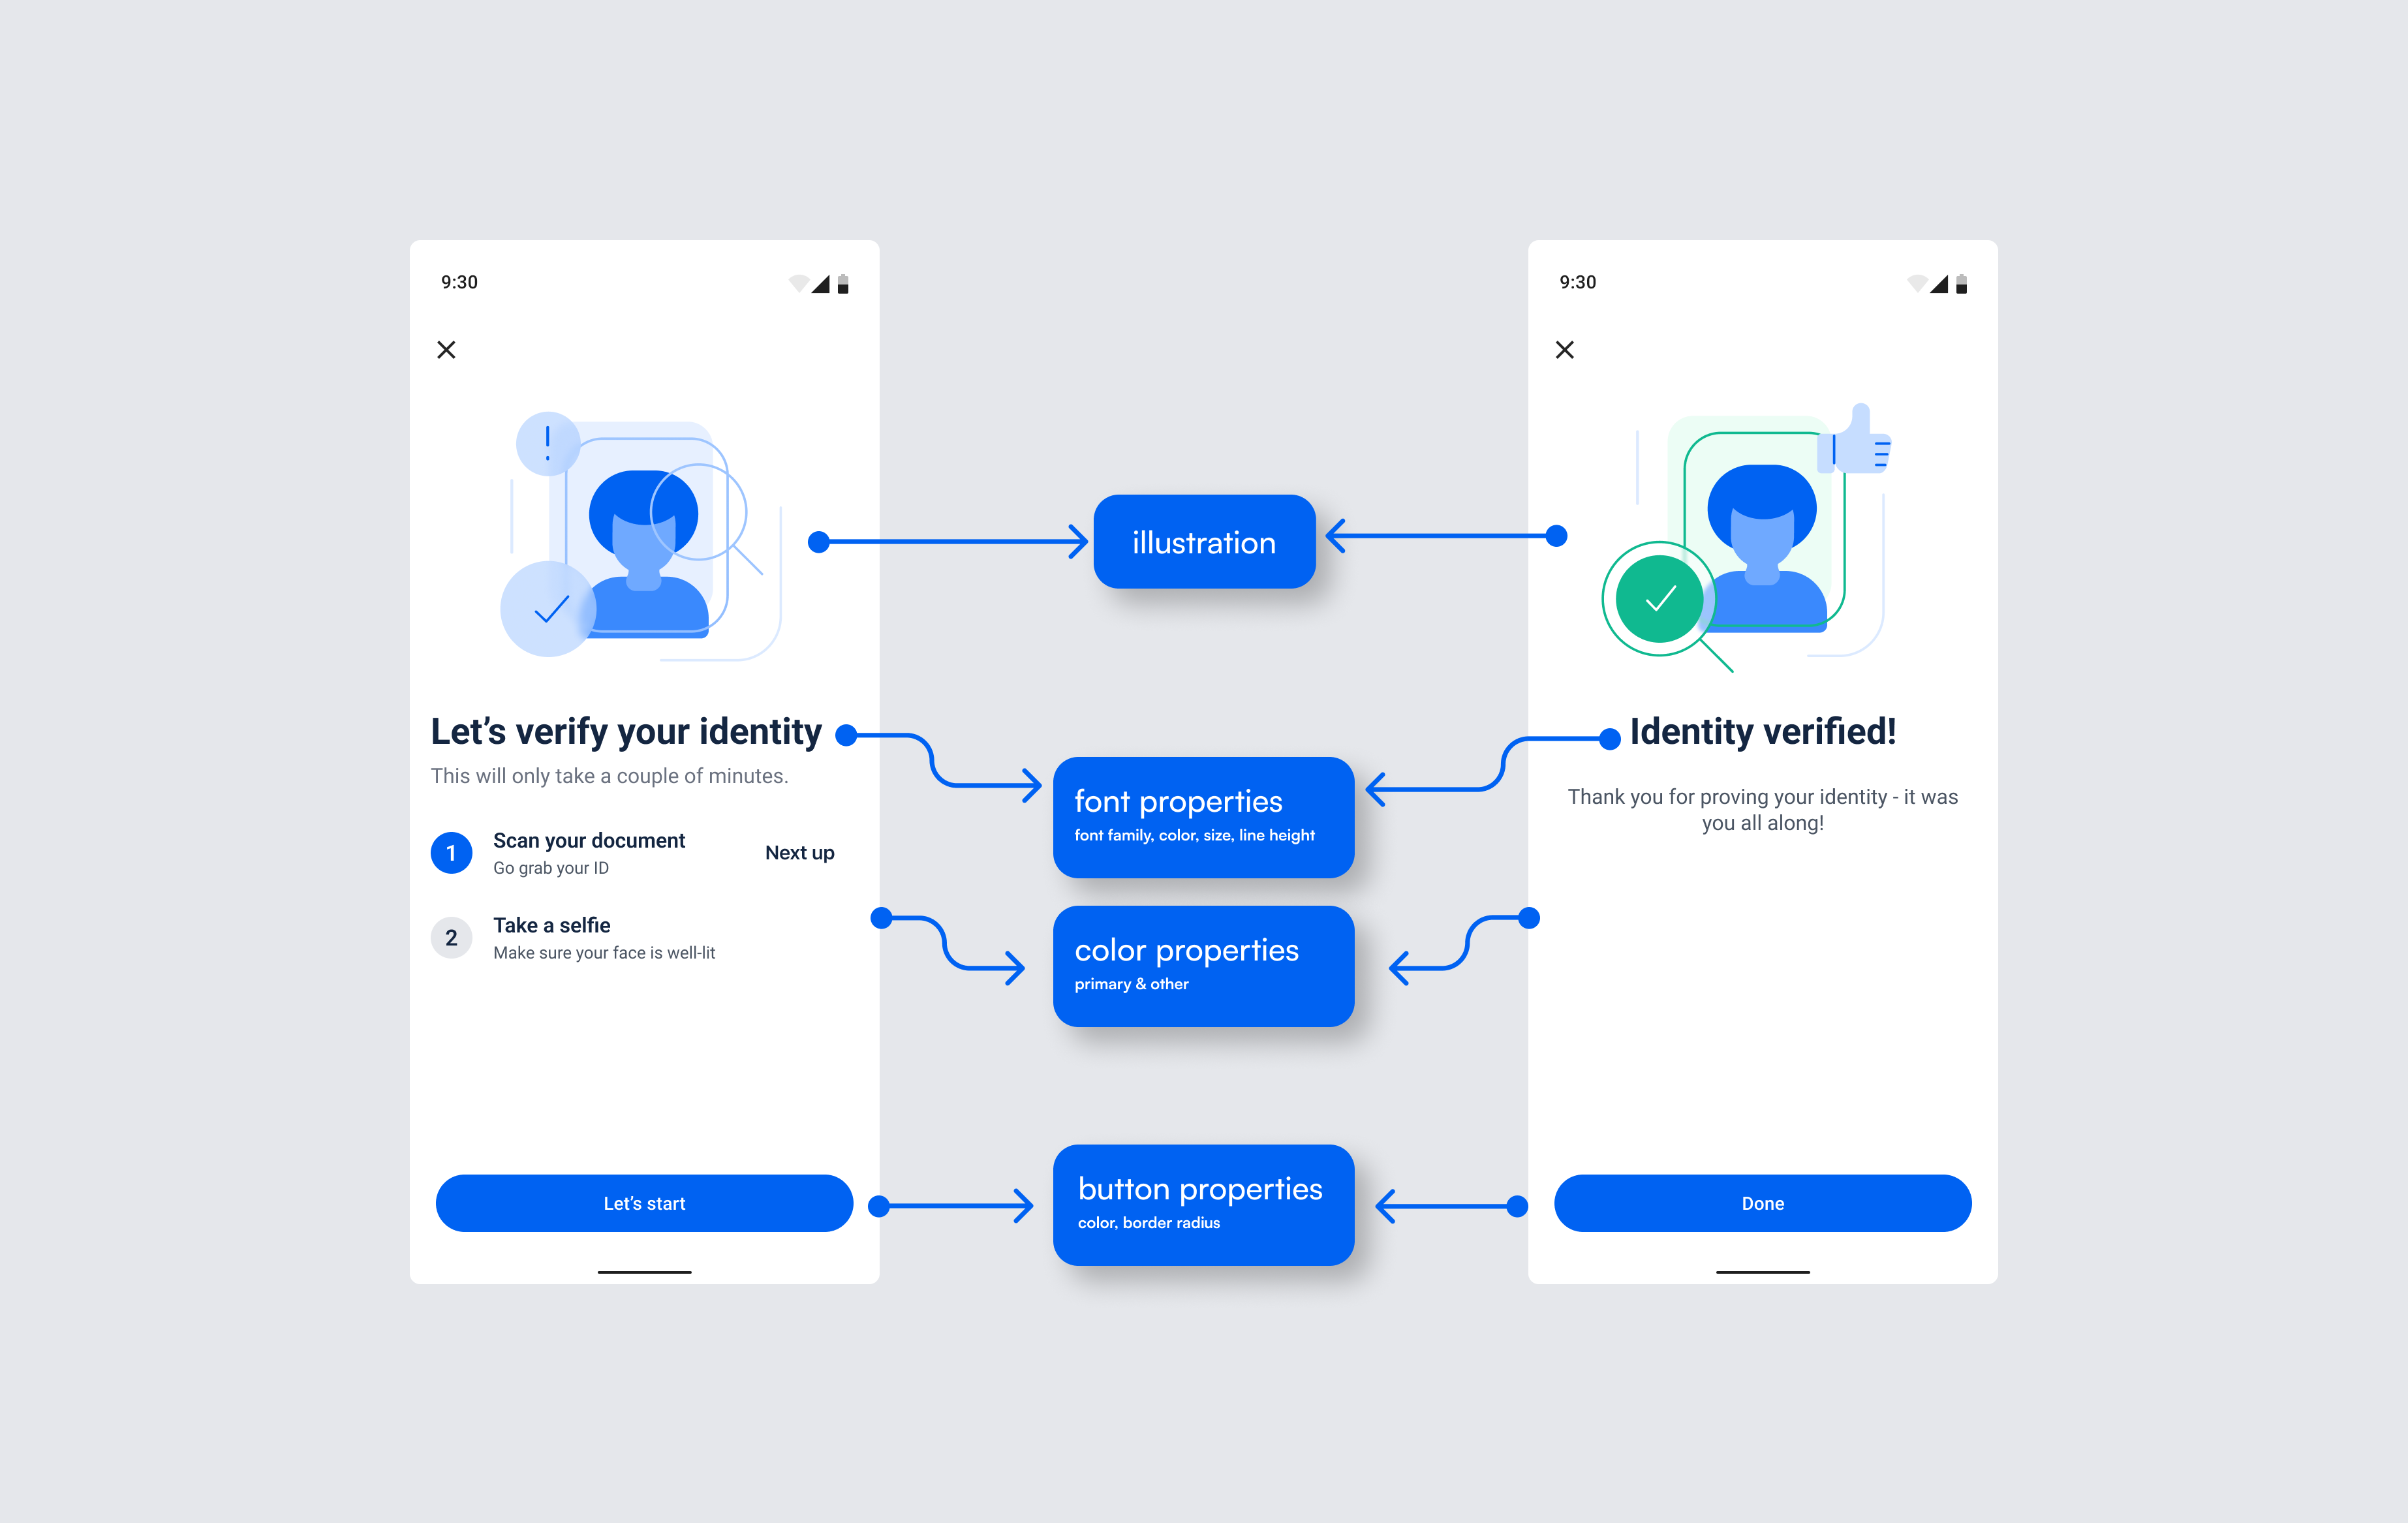 9:30
!
Let’s verify your identity
This will only take a couple of minutes.
1
Scan your document
Go grab your ID
Next up
2
Take a selfie
Make sure your face is well-lit
Let’s start
illustration
font properties
font family, color, size, line height
color properties
primary & other
button properties
color, border radius
9:30
Identity verified!
Thank you for proving your identity - it was
you all along!
Done